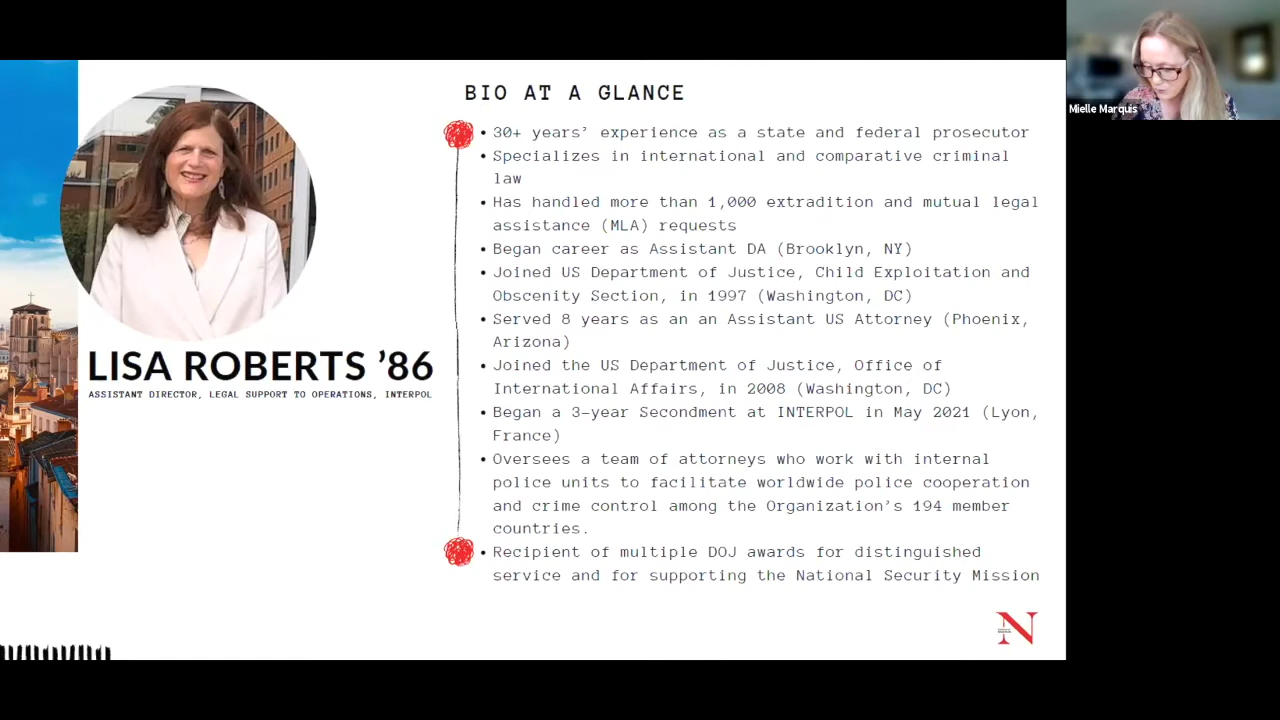 Mielle Marquis
BIO AT A GLANCE
• 30+ years’ experience as a state and federal prosecutor
• Specializes in international and comparative criminal
law
• Has handled more than 1,000 extradition and mutual legal
assistance (MLA) requests
• Began career as Assistant DA (Brooklyn, NY)
• Joined US Department of Justice, Child Exploitation and
Obscenity Section, in 1997 (Washington, DC)
• Served 8 years as an an Assistant US Attorney (Phoenix,
Arizona)
• Joined the US Department of Justice, Office of
International Affairs, in 2008 (Washington, DC)
• Began a 3-year Secondment at INTERPOL in May 2021 (Lyon,
France)
• Oversees a team of attorneys who work with internal
police units to facilitate worldwide police cooperation
and crime control among the Organization’s 194 member
countries.
• Recipient of multiple DOJ awards for distinguished
service and for supporting the National Security Mission
LISA ROBERTS ’86
ASSISTANT DIRECTOR, LEGAL SUPPORT TO OPERATIONS, INTERPOL
N